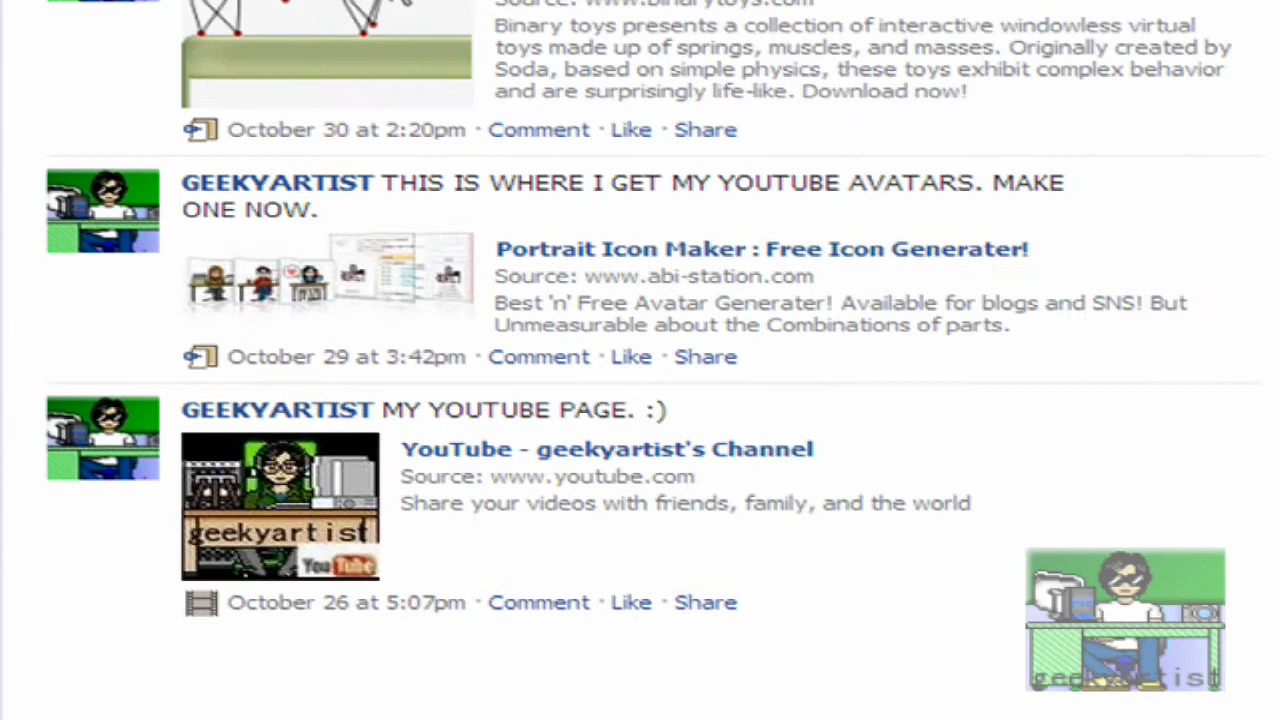 Source: www.binarytoys.com
Binary toys presents a collection of interactive windowless virtual
toys made up of springs, muscles, and masses. Originally created by
Soda, based on simple physics, these toys exhibit complex behavior
and are surprisingly life-like. Download now!
October 30 at 2:20pm · Comment · Like · Share
GEEKYARTIST THIS IS WHERE I GET MY YOUTUBE AVATARS. MAKE
ONE NOW.
Portrait Icon Maker : Free Icon Generater!
Source: www.abi-station.com
Best 'n' Free Avatar Generater! Available for blogs and SNS! But
Unmeasurable about the Combinations of parts.
October 29 at 3:42pm · Comment · Like · Share
GEEKYARTIST MY YOUTUBE PAGE. :)
YouTube - geekyartist's Channel
Source: www.youtube.com
Share your videos with friends, family, and the world
geekyartist
YouTube
October 26 at 5:07pm · Comment · Like · Share
geekyartist